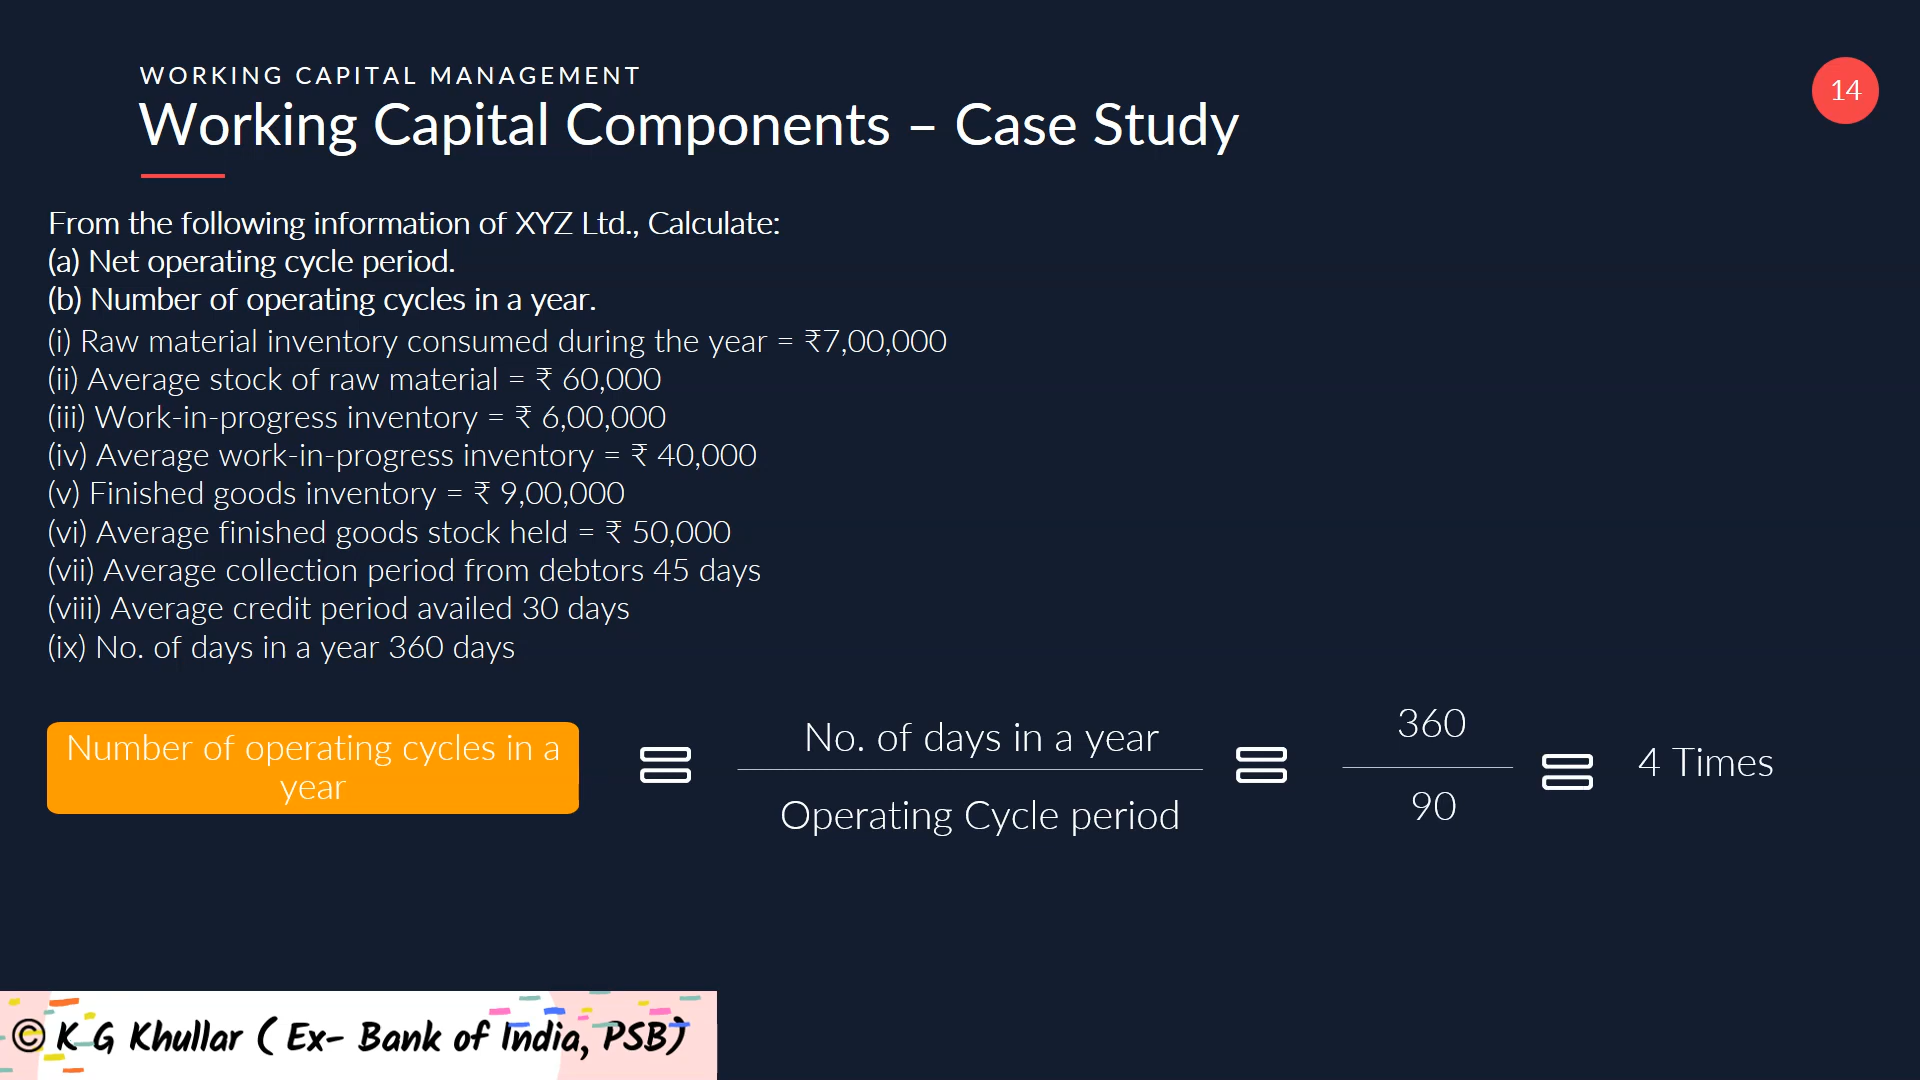 WORKING CAPITAL MANAGEMENT
Working Capital Components – Case Study
14
From the following information of XYZ Ltd., Calculate:
(a) Net operating cycle period.
(b) Number of operating cycles in a year.
(i) Raw material inventory consumed during the year = ₹7,00,000
(ii) Average stock of raw material = ₹ 60,000
(iii) Work-in-progress inventory = ₹ 6,00,000
(iv) Average work-in-progress inventory = ₹ 40,000
(v) Finished goods inventory = ₹ 9,00,000
(vi) Average finished goods stock held = ₹ 50,000
(vii) Average collection period from debtors 45 days
(viii) Average credit period availed 30 days
(ix) No. of days in a year 360 days
Number of operating cycles in a
year
=
No. of days in a year
Operating Cycle period
=
360
90
=
4 Times
© K G Khullar ( Ex- Bank of India, PSB)